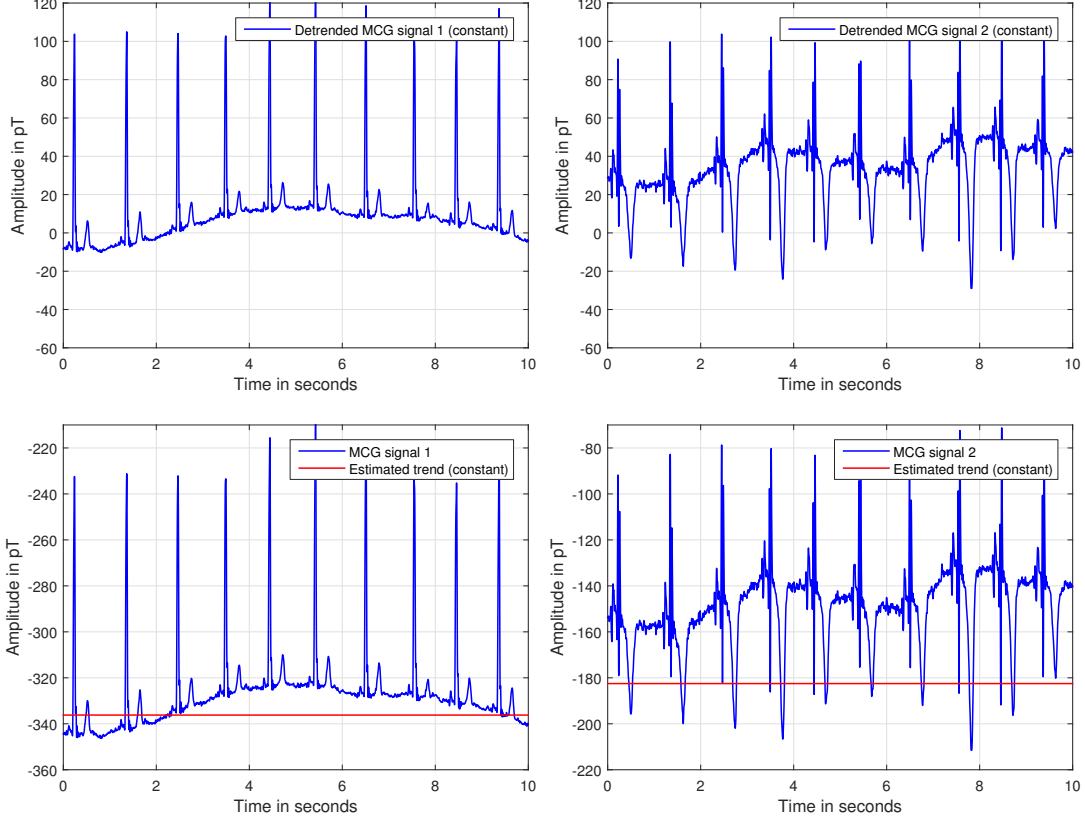 Detrended MCG signal 1 (constant)
120
100
80
60
40
20
0
-20
-40
-60
Amplitude in pT
0 2 4 6 8 10
Time in seconds
Detrended MCG signal 2 (constant)
120
100
80
60
40
20
0
-20
-40
-60
Amplitude in pT
0 2 4 6 8 10
Time in seconds
MCG signal 1
Estimated trend (constant)
-220
-240
-260
-280
-300
-320
-340
-360
Amplitude in pT
0 2 4 6 8 10
Time in seconds
MCG signal 2
Estimated trend (constant)
-80
-100
-120
-140
-160
-180
-200
-220
Amplitude in pT
0 2 4 6 8 10
Time in seconds